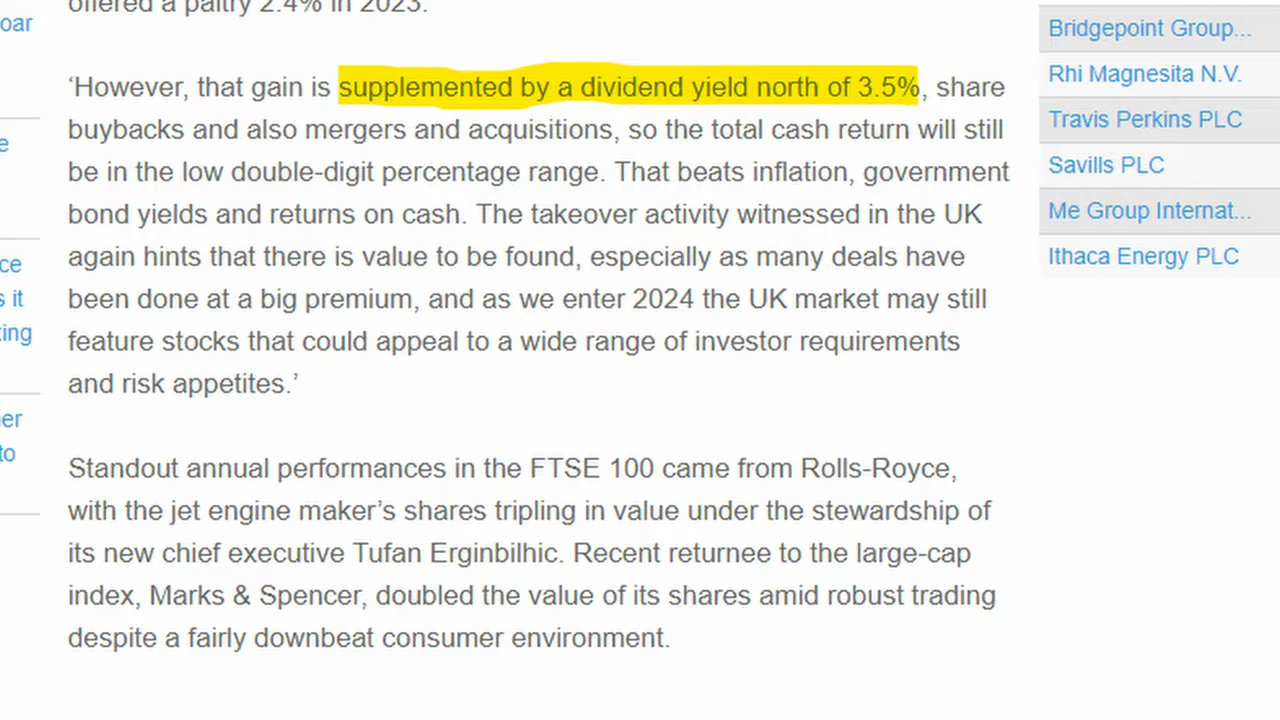 offered a paltry 2.4% in 2023.
‘However, that gain is supplemented by a dividend yield north of 3.5%, share
buybacks and also mergers and acquisitions, so the total cash return will still
be in the low double-digit percentage range. That beats inflation, government
bond yields and returns on cash. The takeover activity witnessed in the UK
again hints that there is value to be found, especially as many deals have
been done at a big premium, and as we enter 2024 the UK market may still
feature stocks that could appeal to a wide range of investor requirements
and risk appetites.’
Standout annual performances in the FTSE 100 came from Rolls-Royce,
with the jet engine maker’s shares tripling in value under the stewardship of
its new chief executive Tufan Erginbilhic. Recent returnee to the large-cap
index, Marks & Spencer, doubled the value of its shares amid robust trading
despite a fairly downbeat consumer environment.
Bridgepoint Group...
Rhi Magnesita N.V.
Travis Perkins PLC
Savills PLC
Me Group Internat...
Ithaca Energy PLC